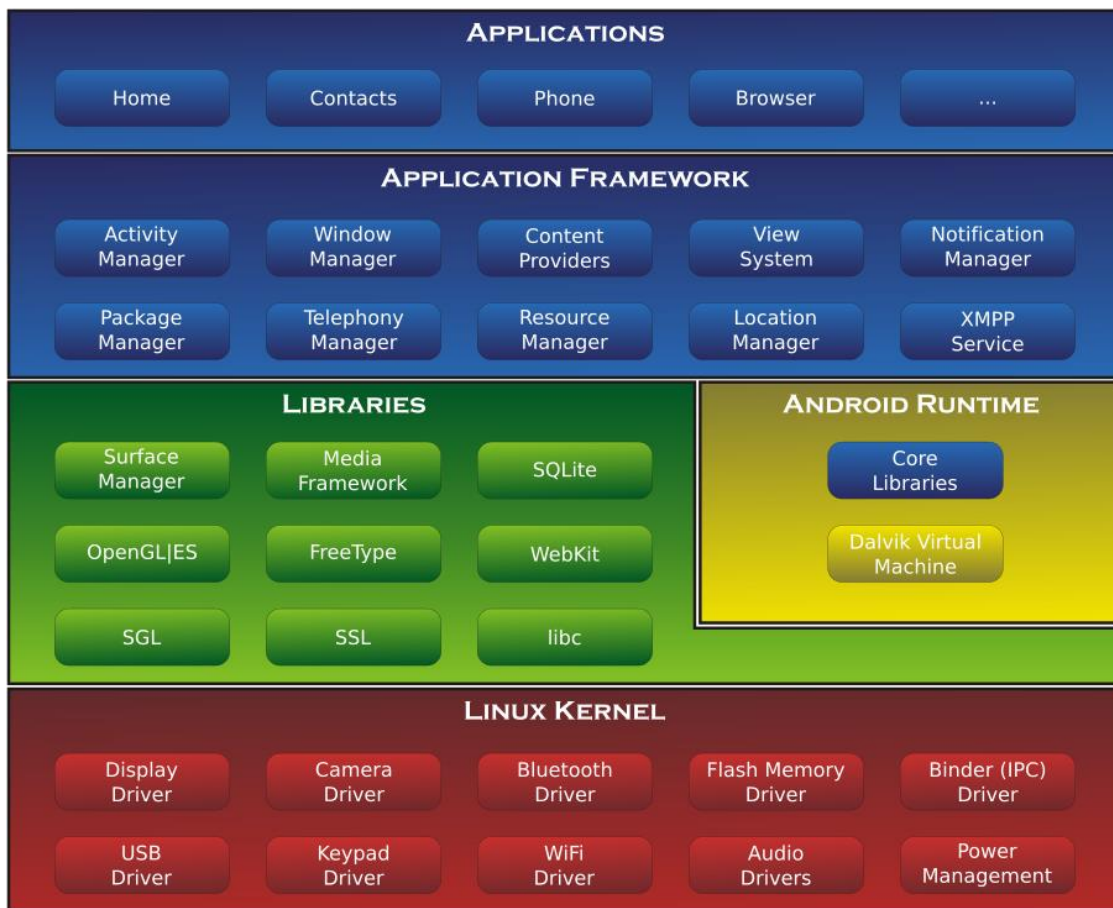 APPLICATIONS
Home
Contacts
Phone
Browser
...
APPLICATION FRAMEWORK
Activity
Manager
Window
Manager
Content
Providers
View
System
Notification
Manager
Package
Manager
Telephony
Manager
Resource
Manager
Location
Manager
XMPP
Service
LIBRARIES
Surface
Manager
Media
Framework
SQLite
OpenGL|ES
FreeType
WebKit
SGL
SSL
libc
ANDROID RUNTIME
Core
Libraries
Dalvik Virtual
Machine
LINUX KERNEL
Display
Driver
Camera
Driver
Bluetooth
Driver
Flash Memory
Driver
Binder (IPC)
Driver
USB
Driver
Keypad
Driver
WiFi
Driver
Audio
Drivers
Power
Management